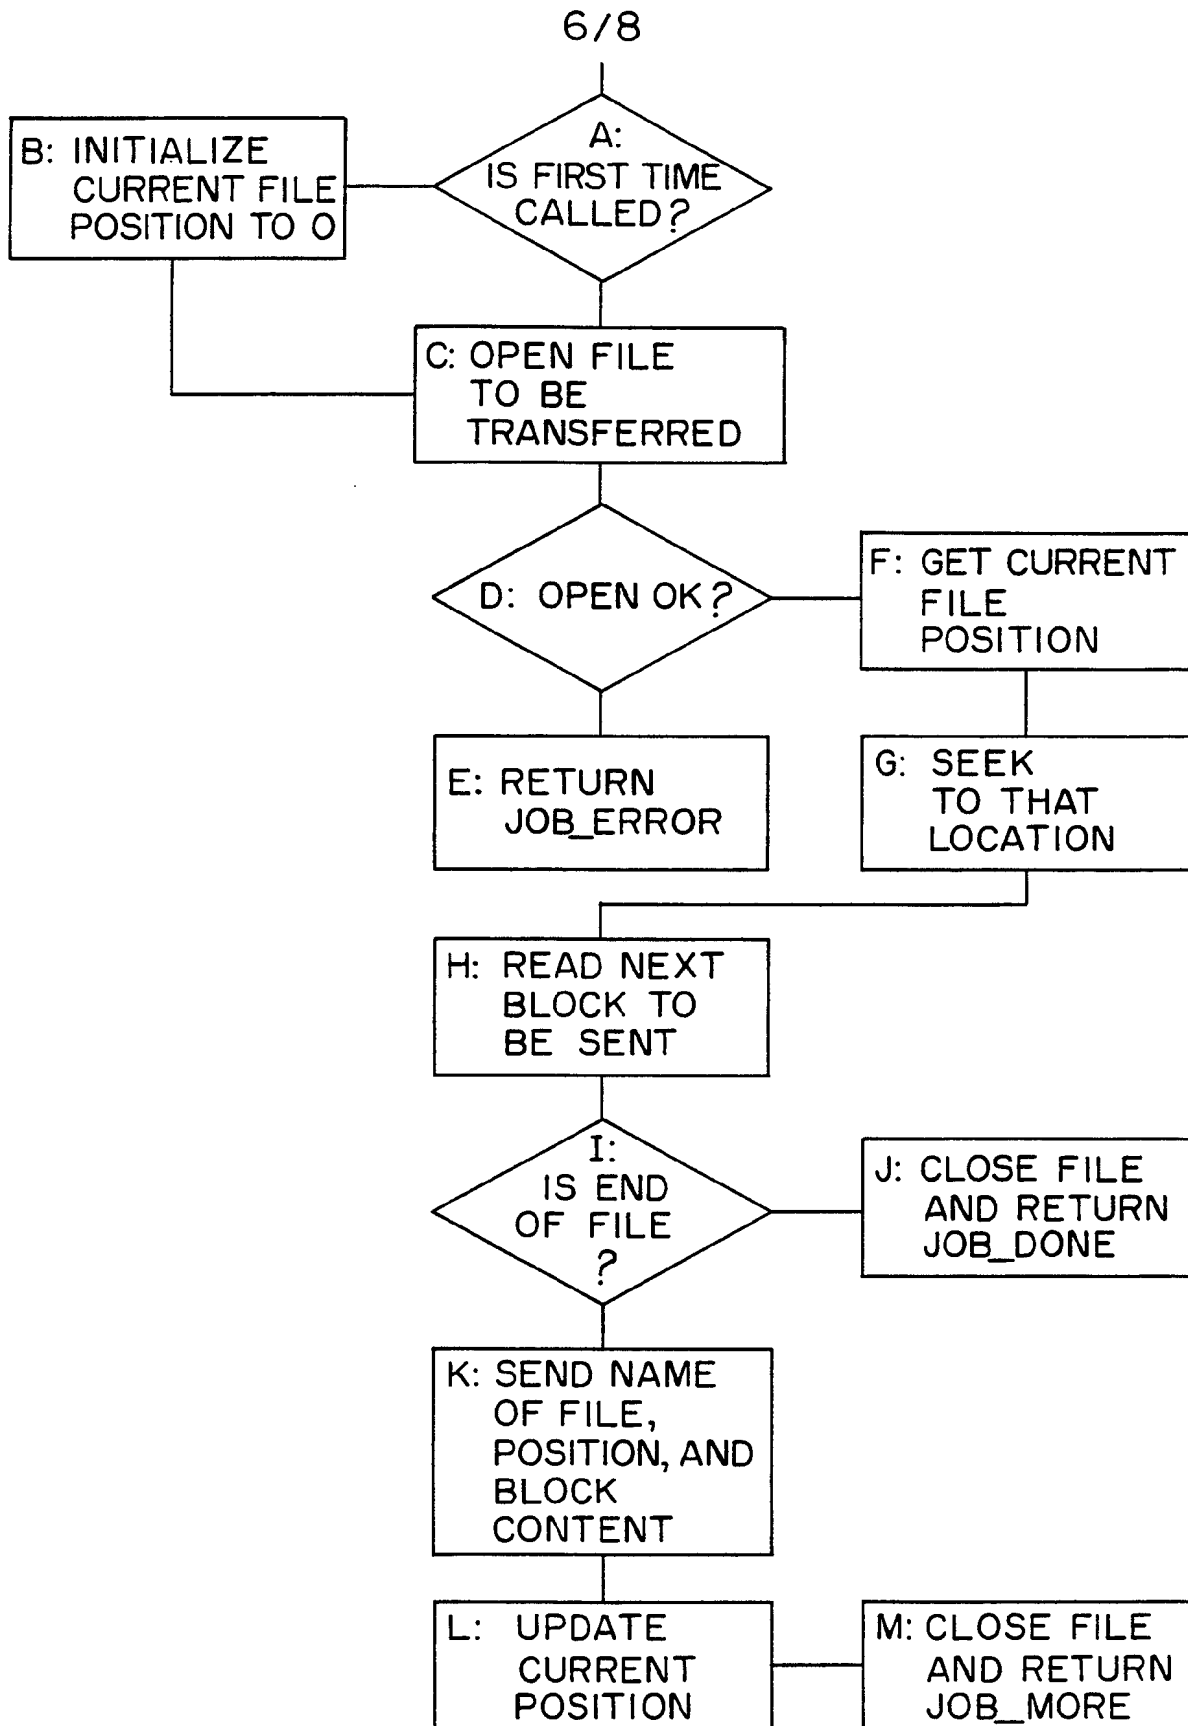 6/8
A:
IS FIRST TIME
CALLED?
B: INITIALIZE
CURRENT FILE
POSITION TO 0
C: OPEN FILE
TO BE
TRANSFERRED
D: OPEN OK?
F: GET CURRENT
FILE
POSITION
E: RETURN
JOB_ERROR
G: SEEK
TO THAT
LOCATION
H: READ NEXT
BLOCK TO
BE SENT
I:
IS END
OF FILE
?
J: CLOSE FILE
AND RETURN
JOB_DONE
K: SEND NAME
OF FILE,
POSITION, AND
BLOCK
CONTENT
L: UPDATE
CURRENT
POSITION
M: CLOSE FILE
AND RETURN
JOB_MORE